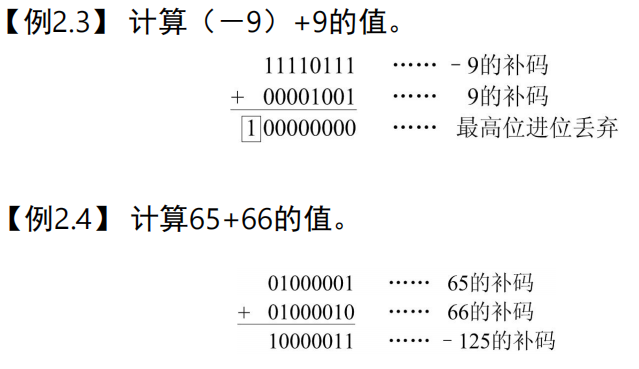 【例2.3】 计算（－9）+9的值。
11110111 …… －9的补码
+ 00001001 …… 9的补码
100000000 …… 最高位进位丢弃
【例2.4】 计算65+66的值。
01000001 …… 65的补码
+ 01000010 …… 66的补码
10000011 …… －125的补码